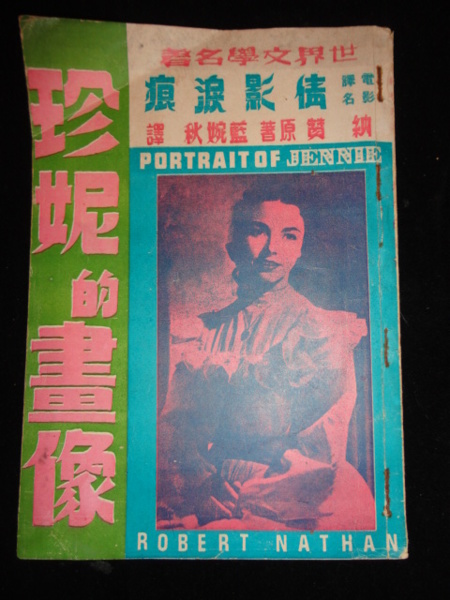 世界文學名著
電影譯名
倩影淚痕
納 原著 藍婉秋 譯
PORTRAIT OF JENNIE
珍妮的畫像
ROBERT NATHAN